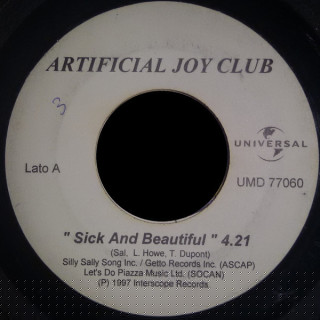 ARTIFICIAL JOY CLUB
3
Lato A
UNIVERSAL
UMD 77060
" Sick And Beautiful " 4.21
(Sal, L. Howe, T. Dupont)
Silly Sally Song Inc. / Getto Records Inc. (ASCAP)
Let's Do Piazza Music Ltd. (SOCAN)
(P) 1997 Interscope Records.